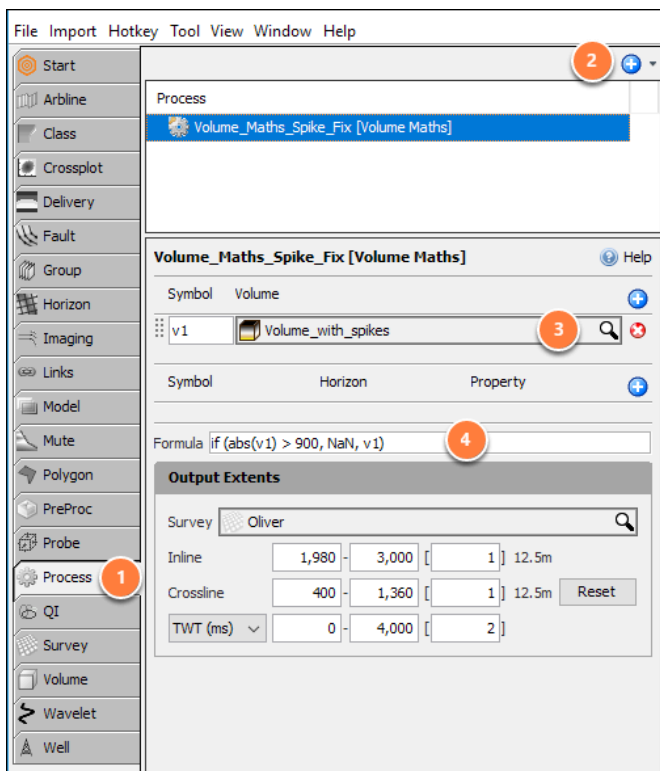 File Import Hotkey Tool View Window Help
Start
Arbline
Class
Crossplot
Delivery
Fault
Group
Horizon
Imaging
Links
Model
Mute
Polygon
PreProc
Probe
Process 1
QI
Survey
Volume
Wavelet
Well
2
Process
Volume_Maths_Spike_Fix [Volume Maths]
Volume_Maths_Spike_Fix [Volume Maths] Help
Symbol Volume
v1 Volume_with_spikes 3
Symbol Horizon Property
Formula if (abs(v1) > 900, NaN, v1) 4
Output Extents
Survey Oliver
Inline 1,980 - 3,000 [ 1 ] 12.5m
Crossline 400 - 1,360 [ 1 ] 12.5m Reset
TWT (ms) 0 - 4,000 [ 2 ]